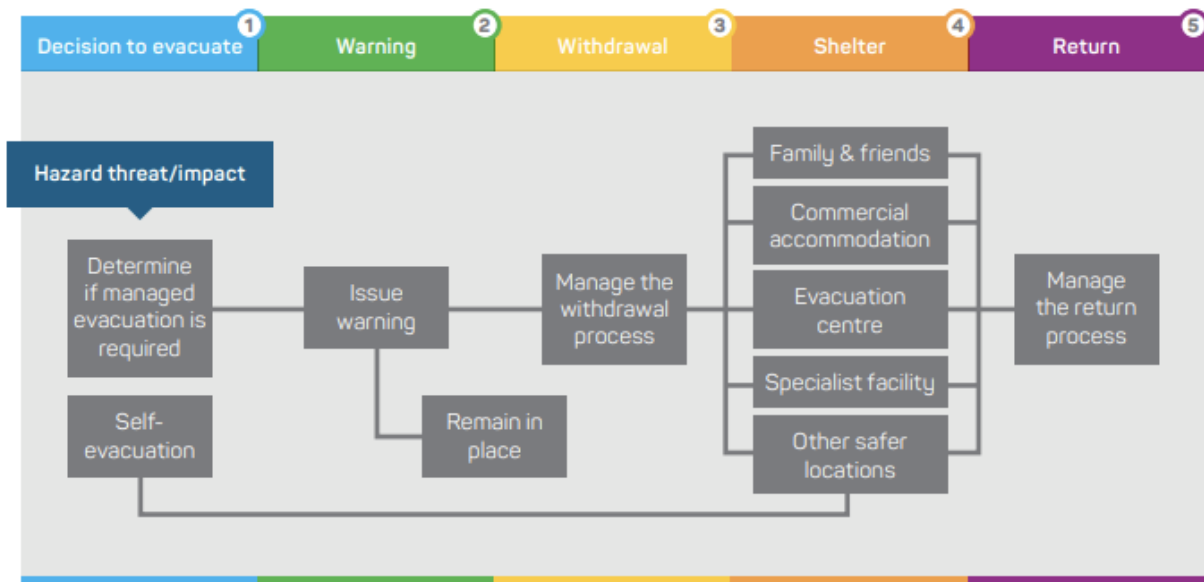 Decision to evacuate 1
Warning 2
Withdrawal 3
Shelter 4
Return 5
Hazard threat/impact
Determine
if managed
evacuation is
required
Self-
evacuation
Issue
warning
Remain in
place
Manage the
withdrawal
process
Family & friends
Commercial
accommodation
Evacuation
centre
Specialist facility
Other safer
locations
Manage
the return
process